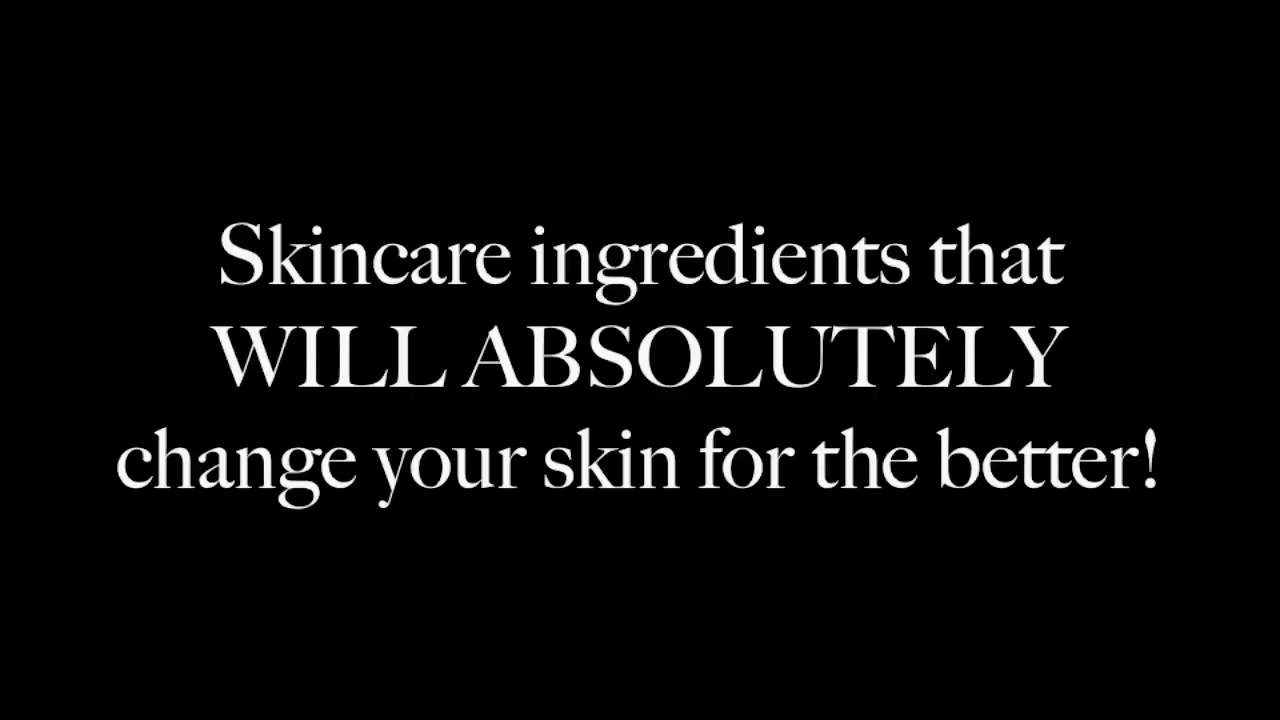 Skincare ingredients that
WILL ABSOLUTELY
change your skin for the better!